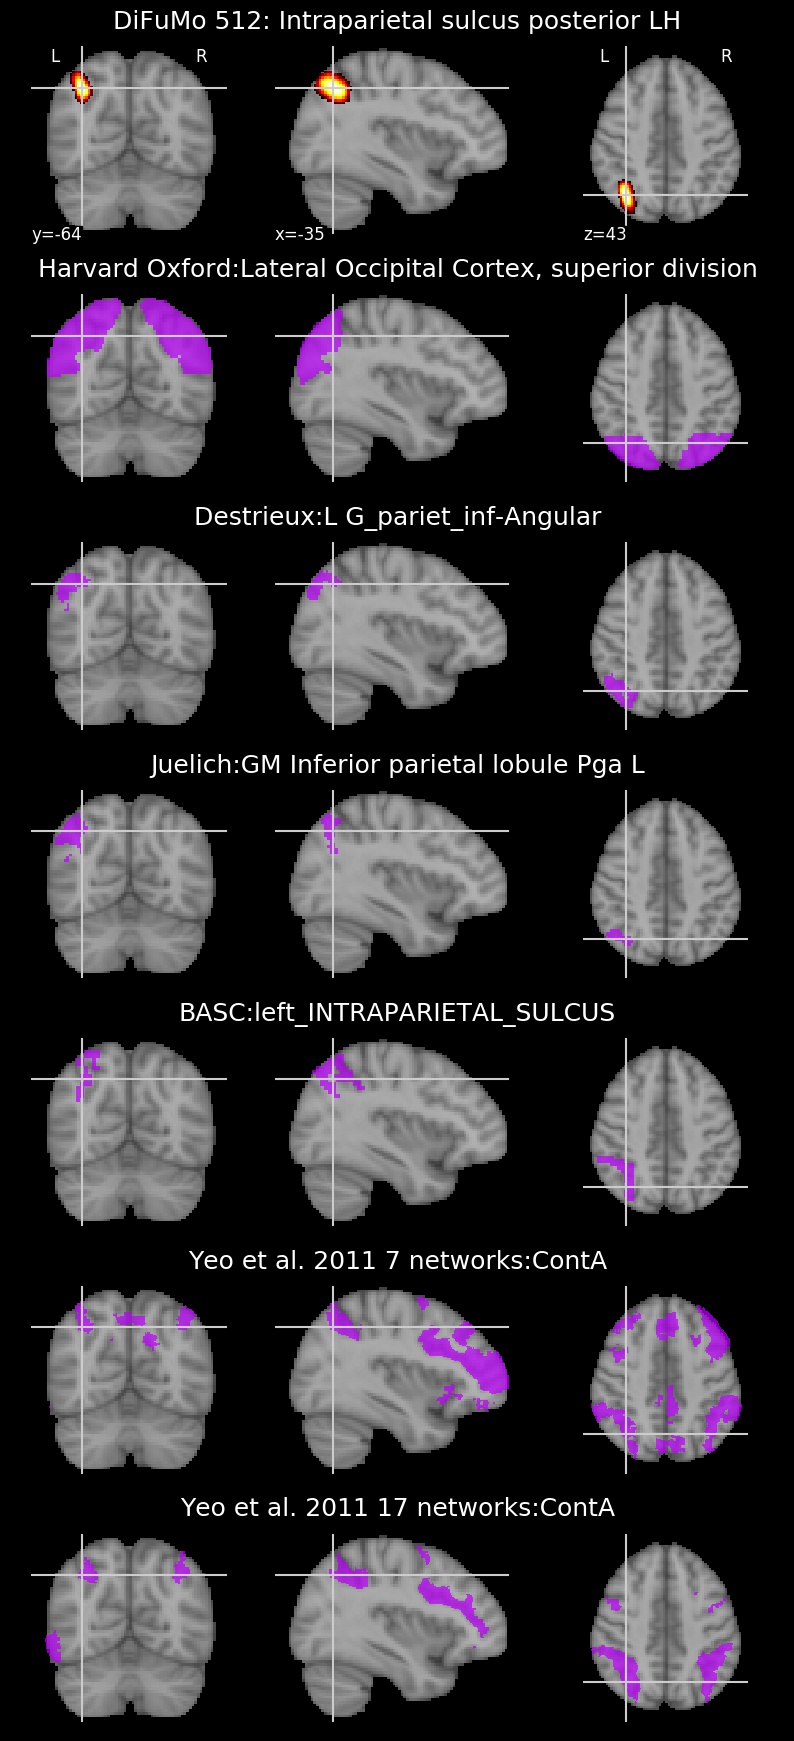 DiFuMo 512: Intraparietal sulcus posterior LH
L R L R
y=-64 x=-35 z=43
Harvard Oxford:Lateral Occipital Cortex, superior division
Destrieux:L G_pariet_inf-Angular
Juelich:GM Inferior parietal lobule Pga L
BASC:left_INTRAPARIETAL_SULCUS
Yeo et al. 2011 7 networks:ContA
Yeo et al. 2011 17 networks:ContA